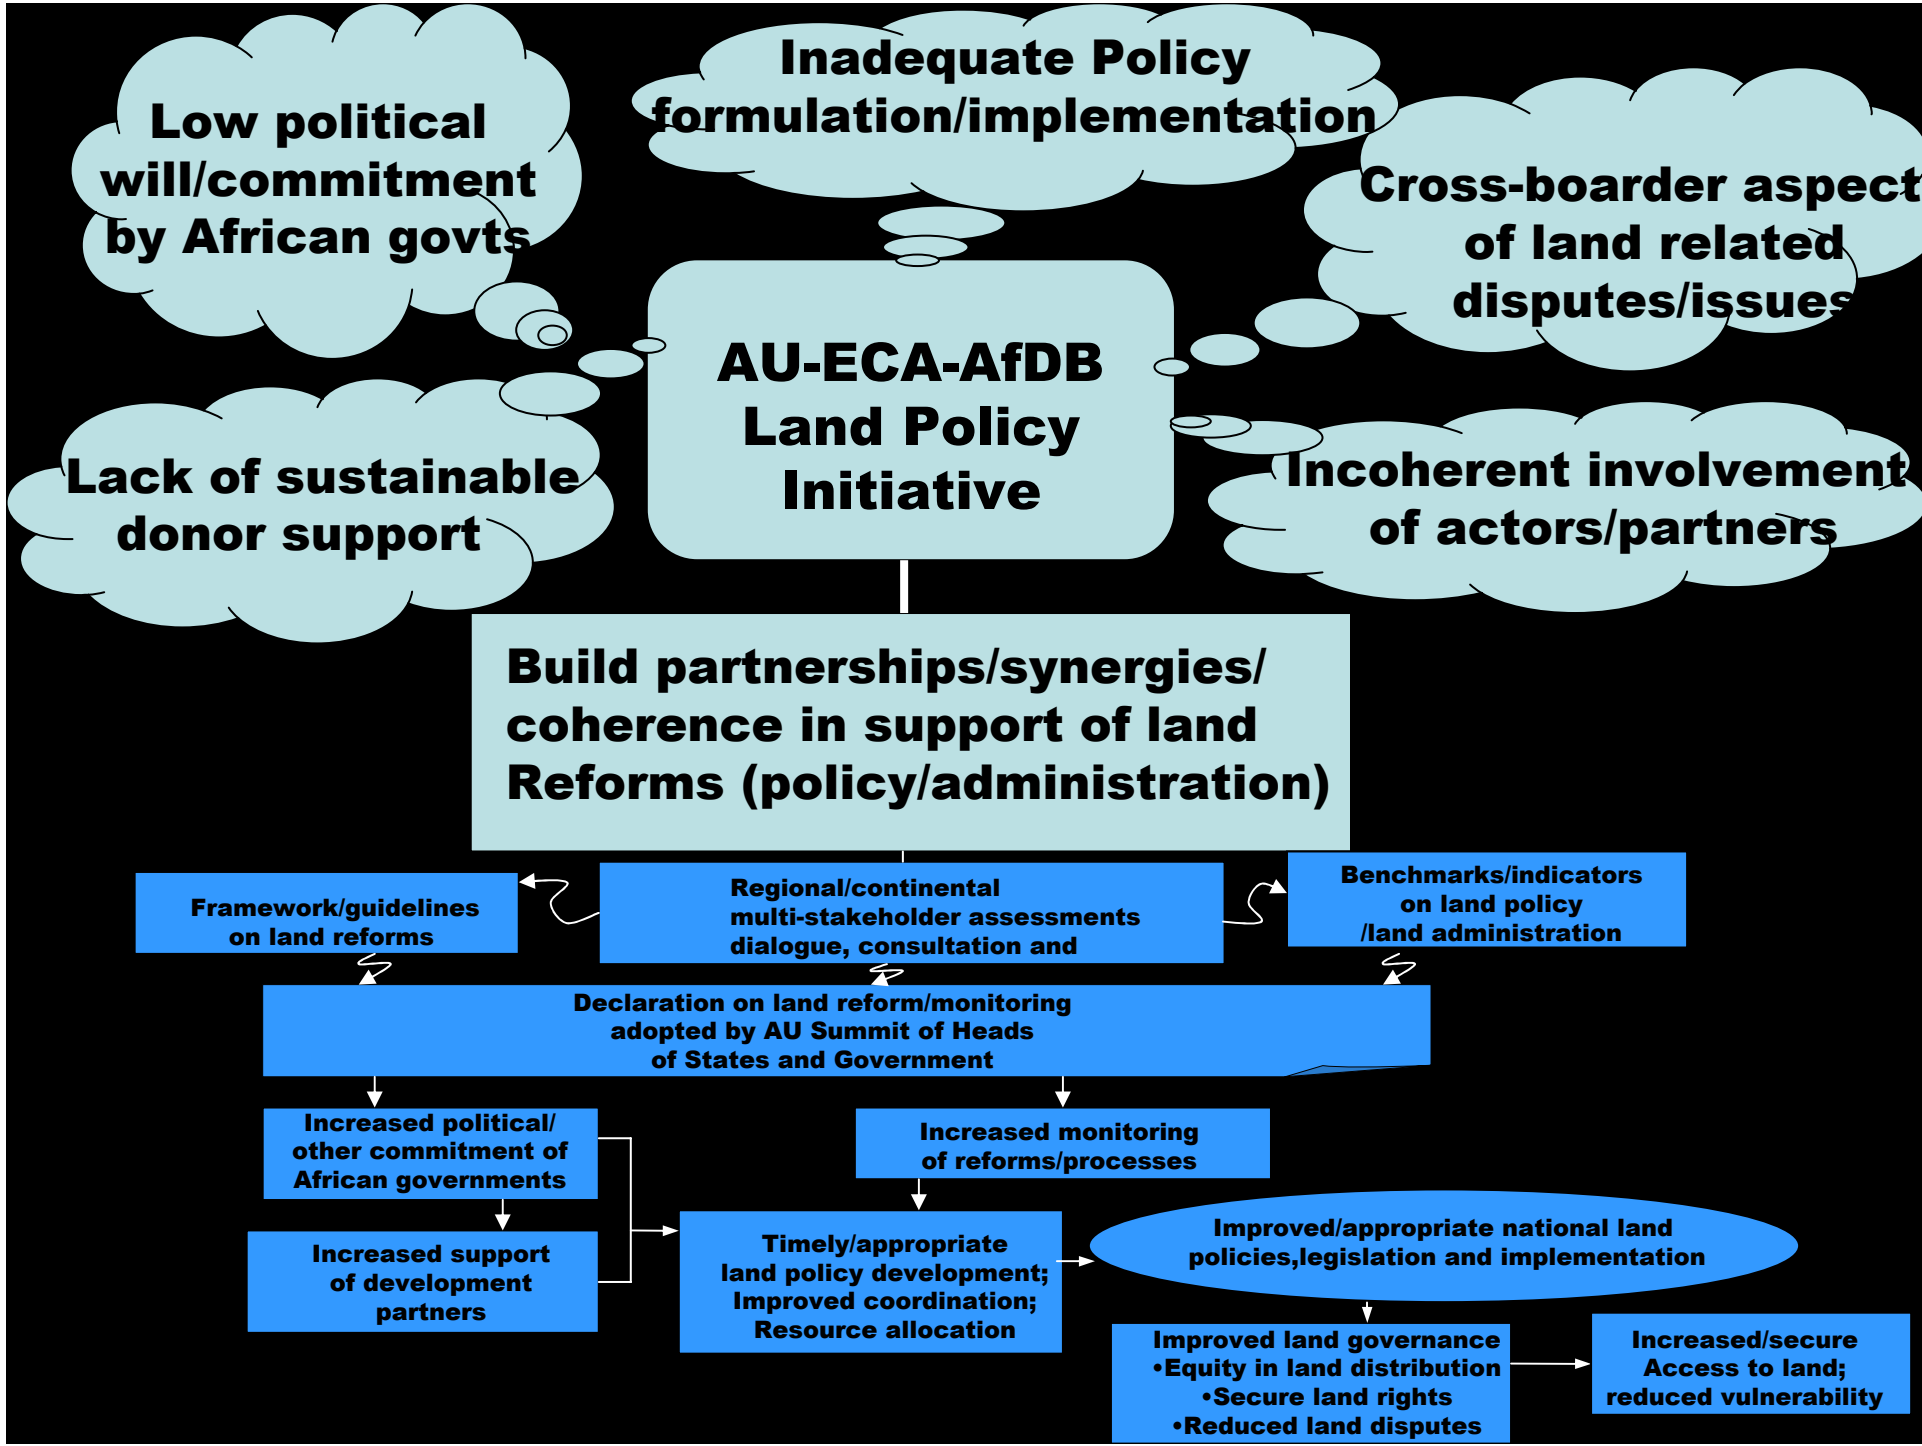 Low political
will/commitment
by African govts
Inadequate Policy
formulation/implementation
Cross-boarder aspect
of land related
disputes/issues
AU-ECA-AfDB
Land Policy
Initiative
Lack of sustainable
donor support
Incoherent involvement
of actors/partners
Build partnerships/synergies/
coherence in support of land
Reforms (policy/administration)
Framework/guidelines
on land reforms
Regional/continental
multi-stakeholder assessments
dialogue, consultation and
Benchmarks/indicators
on land policy
/land administration
Declaration on land reform/monitoring
adopted by AU Summit of Heads
of States and Government
Increased political/
other commitment of
African governments
Increased monitoring
of reforms/processes
Increased support
of development
partners
Timely/appropriate
land policy development;
Improved coordination;
Resource allocation
Improved/appropriate national land
policies,legislation and implementation
Improved land governance
•Equity in land distribution
•Secure land rights
•Reduced land disputes
Increased/secure
Access to land;
reduced vulnerability